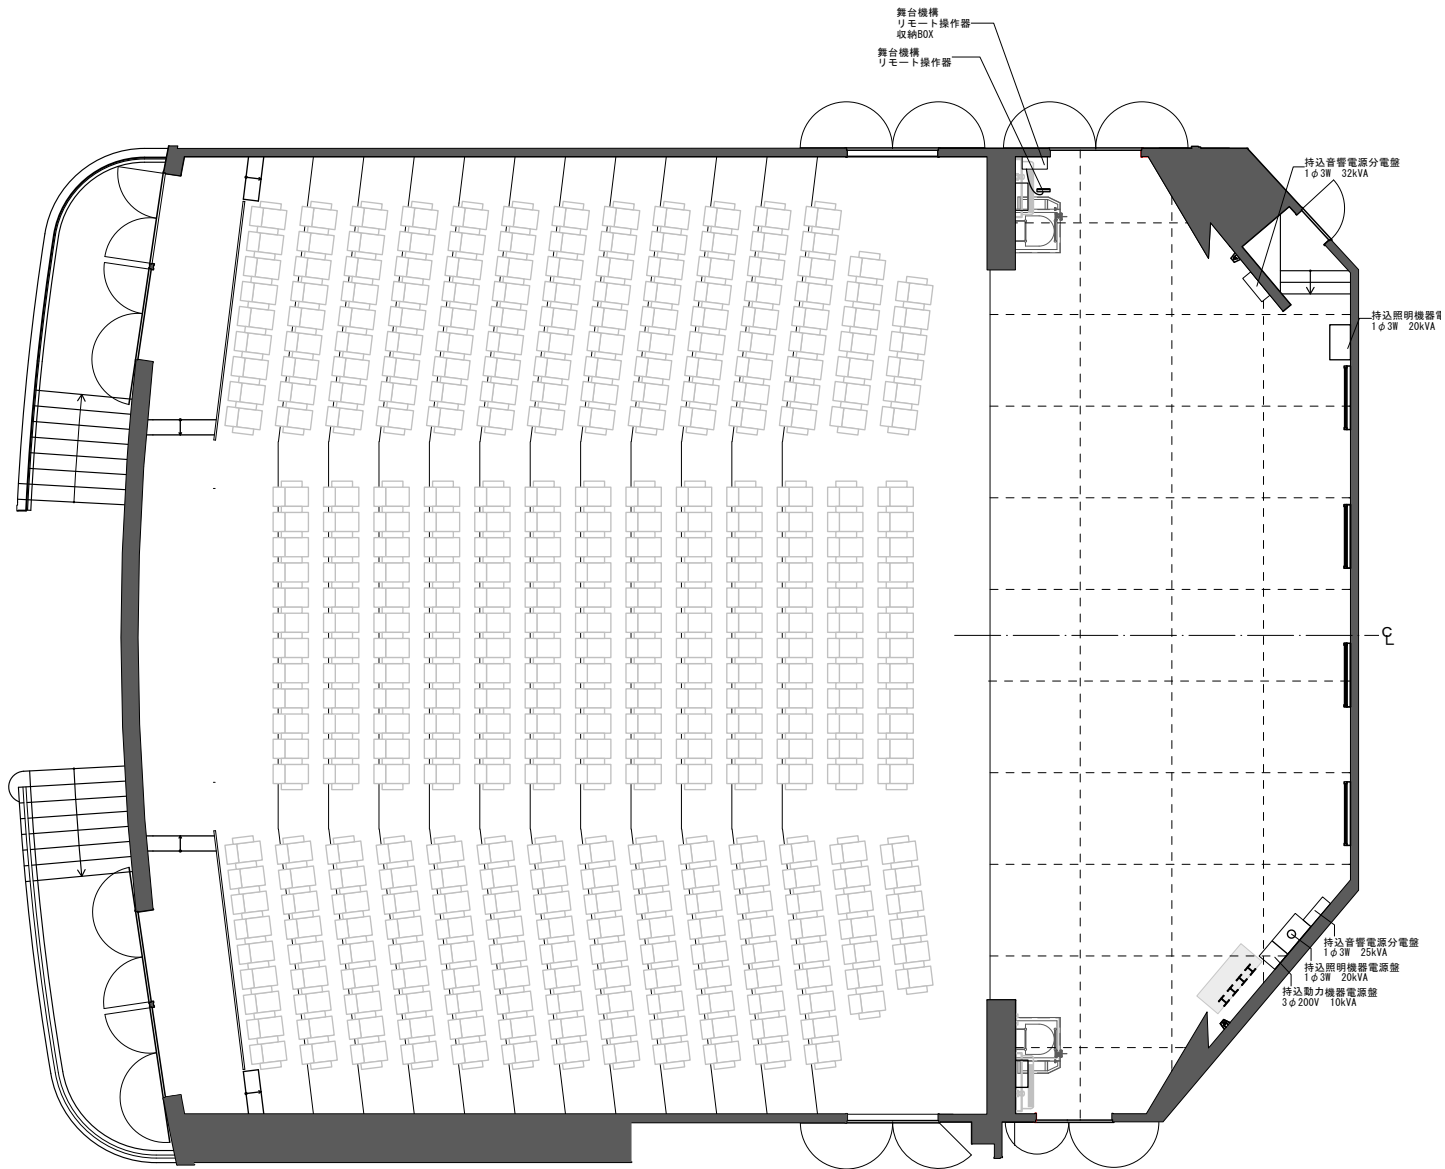 舞台機構
リモート操作器
収納BOX
舞台機構
リモート操作器
持込音響電源分電盤
1φ3W 32kVA
持込照明機器電
1φ3W 20kVA
CL
持込音響電源分電盤
1φ3W 25kVA
持込照明機器電源盤
1φ3W 20kVA
持込動力機器電源盤
3φ200V 10kVA